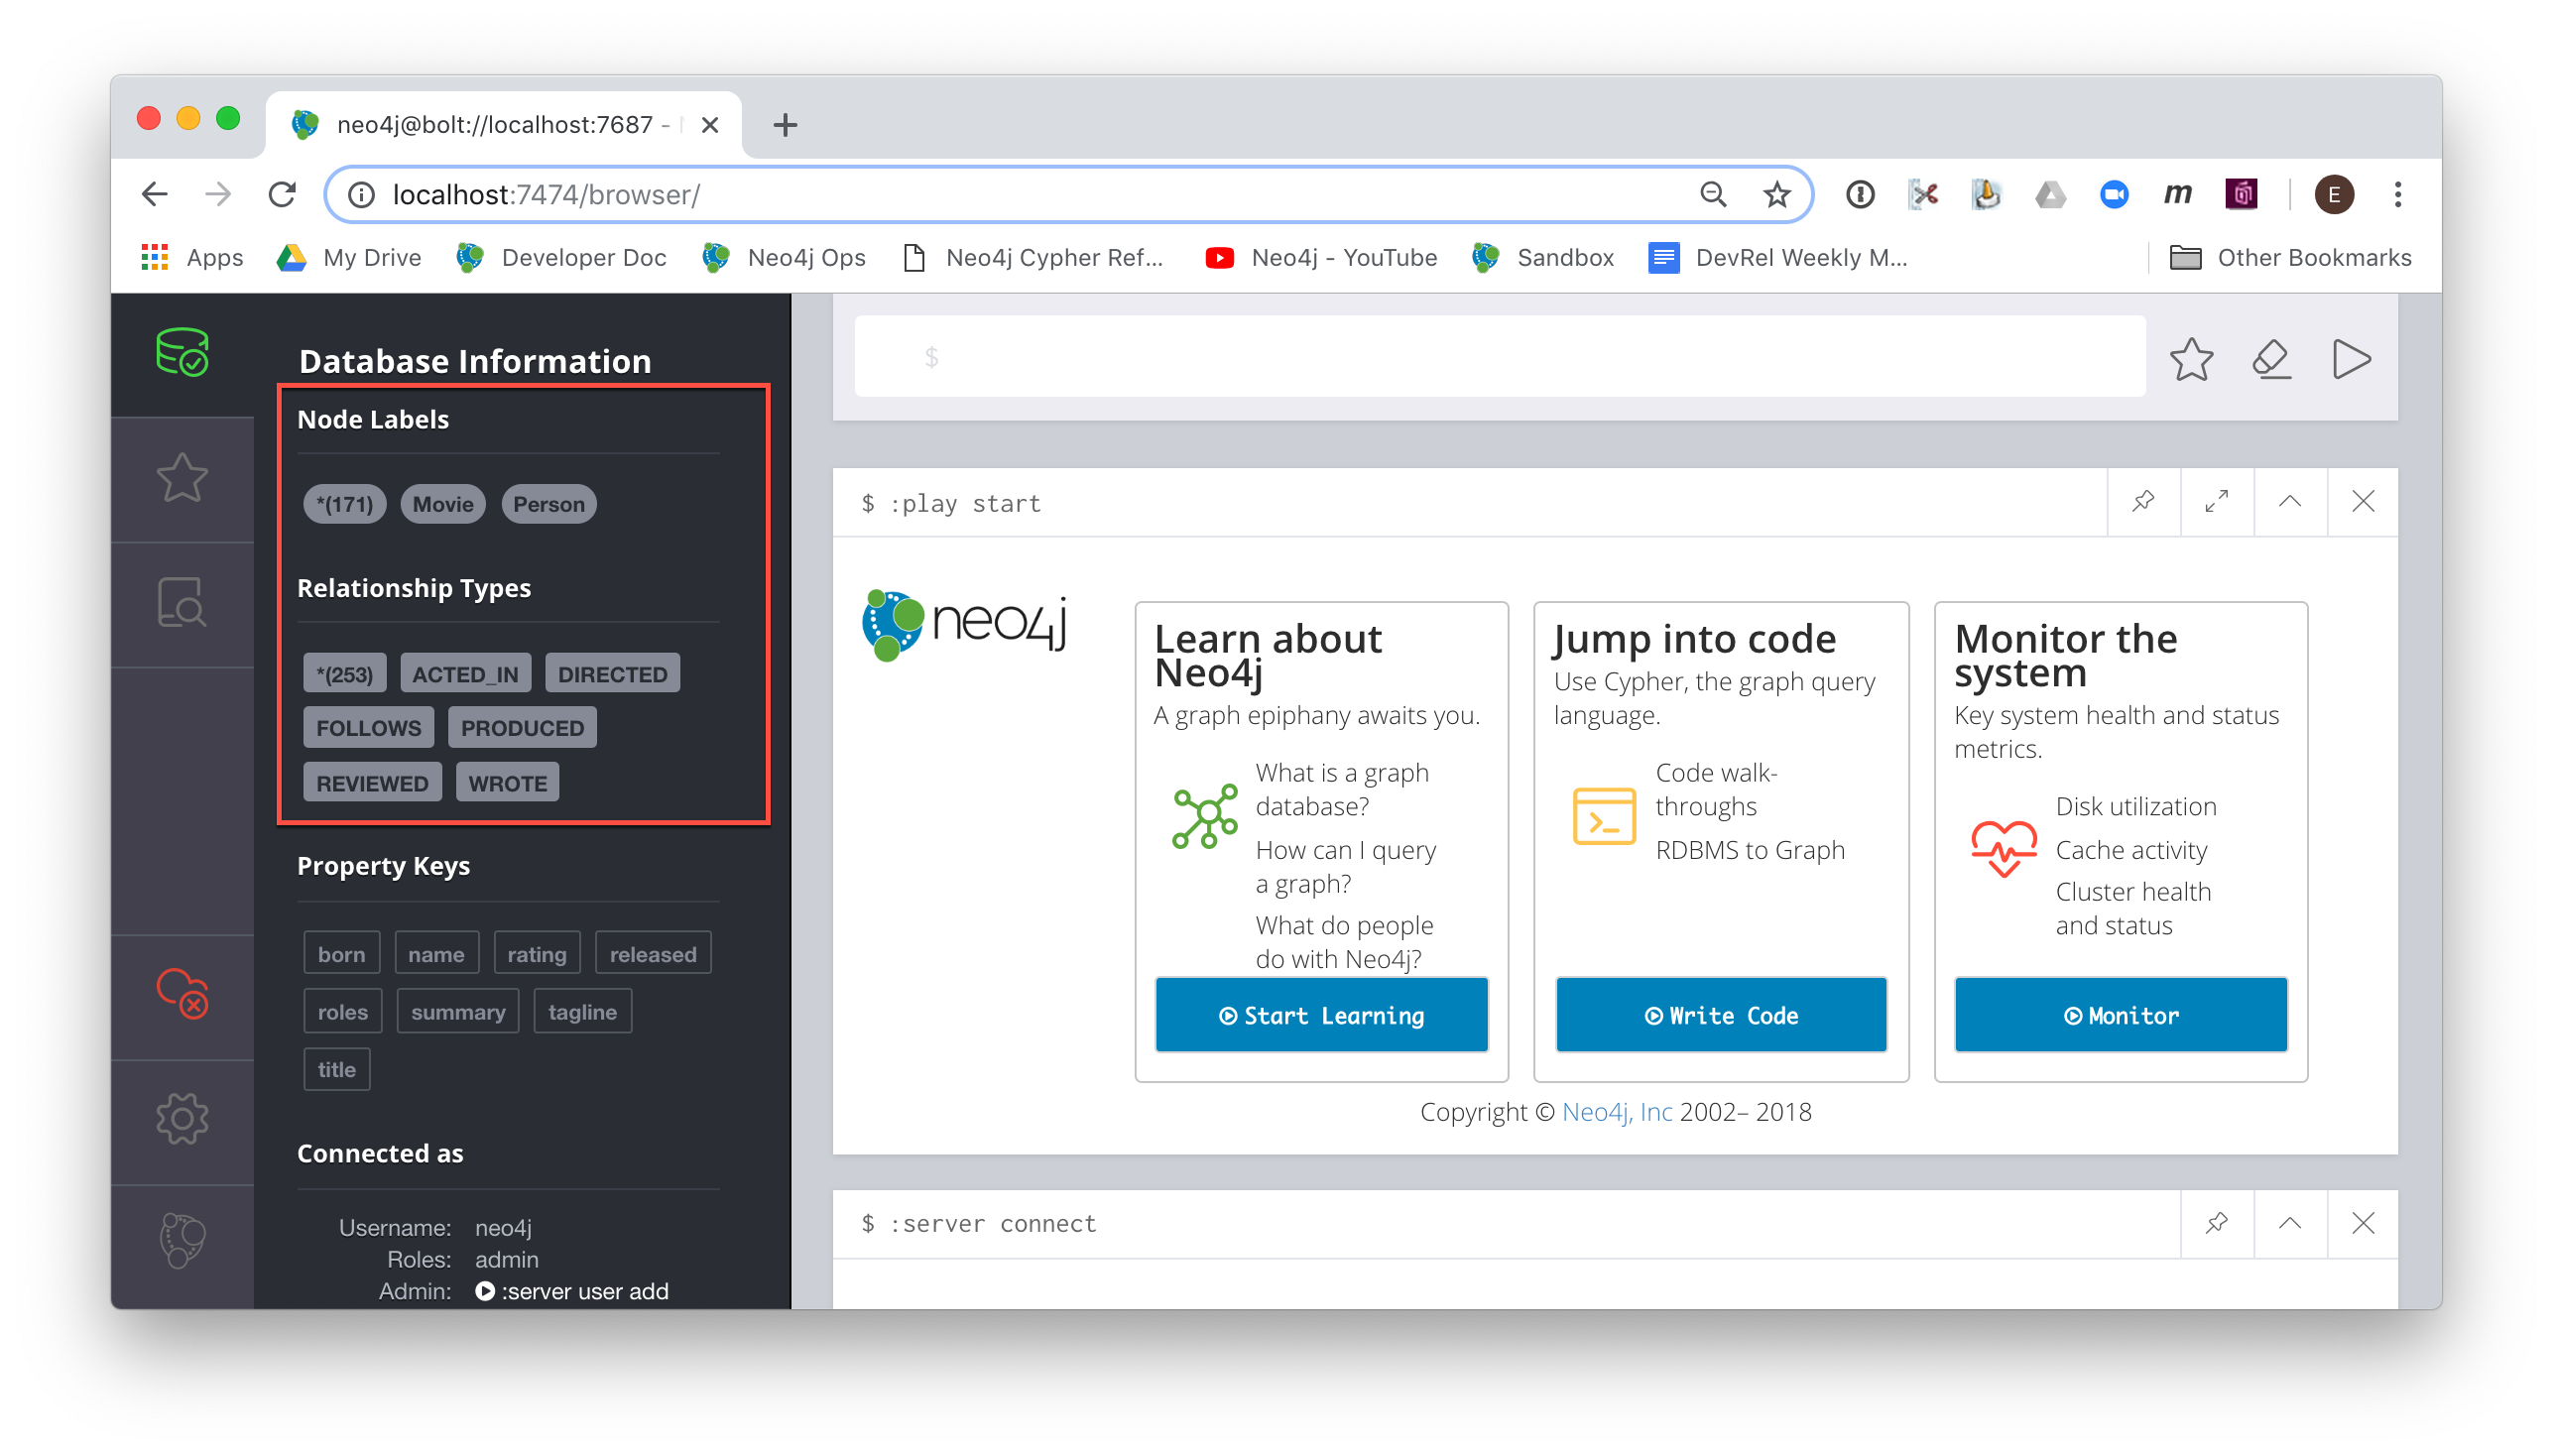 neo4j@bolt://localhost:7687 -
localhost:7474/browser/
E
Apps
My Drive
Developer Doc
Neo4j Ops
Neo4j Cypher Ref...
Neo4j - YouTube
Sandbox
DevRel Weekly M...
Other Bookmarks
Database Information
Node Labels
*(171) Movie Person
Relationship Types
*(253) ACTED_IN DIRECTED
FOLLOWS PRODUCED
REVIEWED WROTE
Property Keys
born name rating released
roles summary tagline
title
Connected as
Username: neo4j
Roles: admin
Admin: :server user add
$
$ :play start
neo4j
Learn about
Neo4j
A graph epiphany awaits you.
What is a graph
database?
How can I query
a graph?
What do people
do with Neo4j?
Start Learning
Jump into code
Use Cypher, the graph query
language.
Code walk-
throughs
RDBMS to Graph
Write Code
Monitor the
system
Key system health and status
metrics.
Disk utilization
Cache activity
Cluster health
and status
Monitor
Copyright © Neo4j, Inc 2002– 2018
$ :server connect